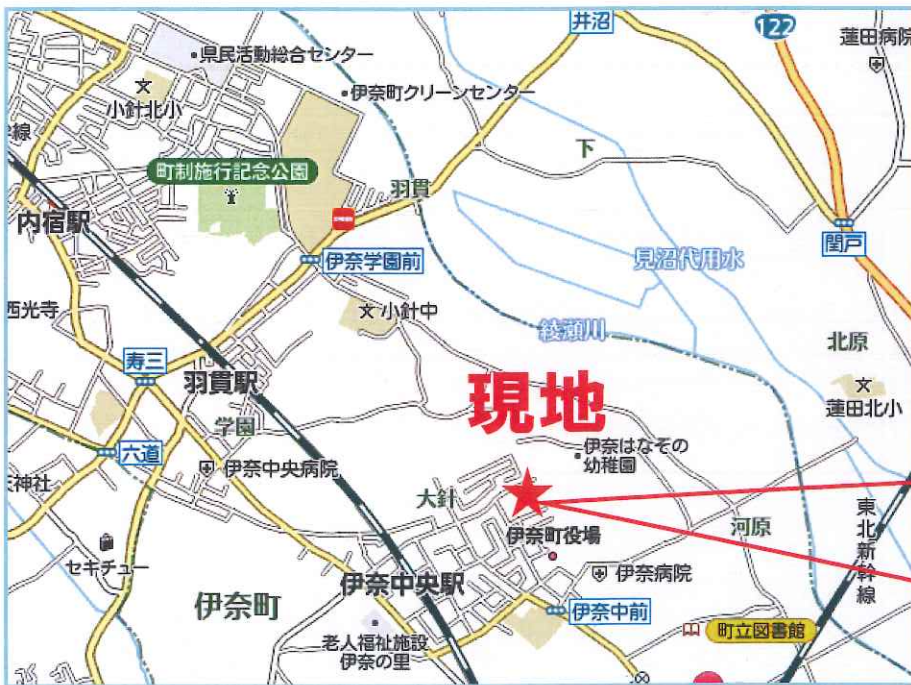 井沼
122
蓮田病院
県民活動総合センター
小針北小
伊奈町クリーンセンター
下
線
町制施行記念公園
羽貫
内宿駅
伊奈学園前
見沼代用水
閏戸
西光寺
小針中
綾瀬川
北原
寿三
羽貫駅
現地
蓮田北小
学園
六道
伊奈中央病院
伊奈はなぞの
幼稚園
天神社
大針
河原
東北新幹線
伊奈町役場
セキチュー
伊奈中央駅
伊奈病院
伊奈町
伊奈中前
老人福祉施設
伊奈の里
町立図書館